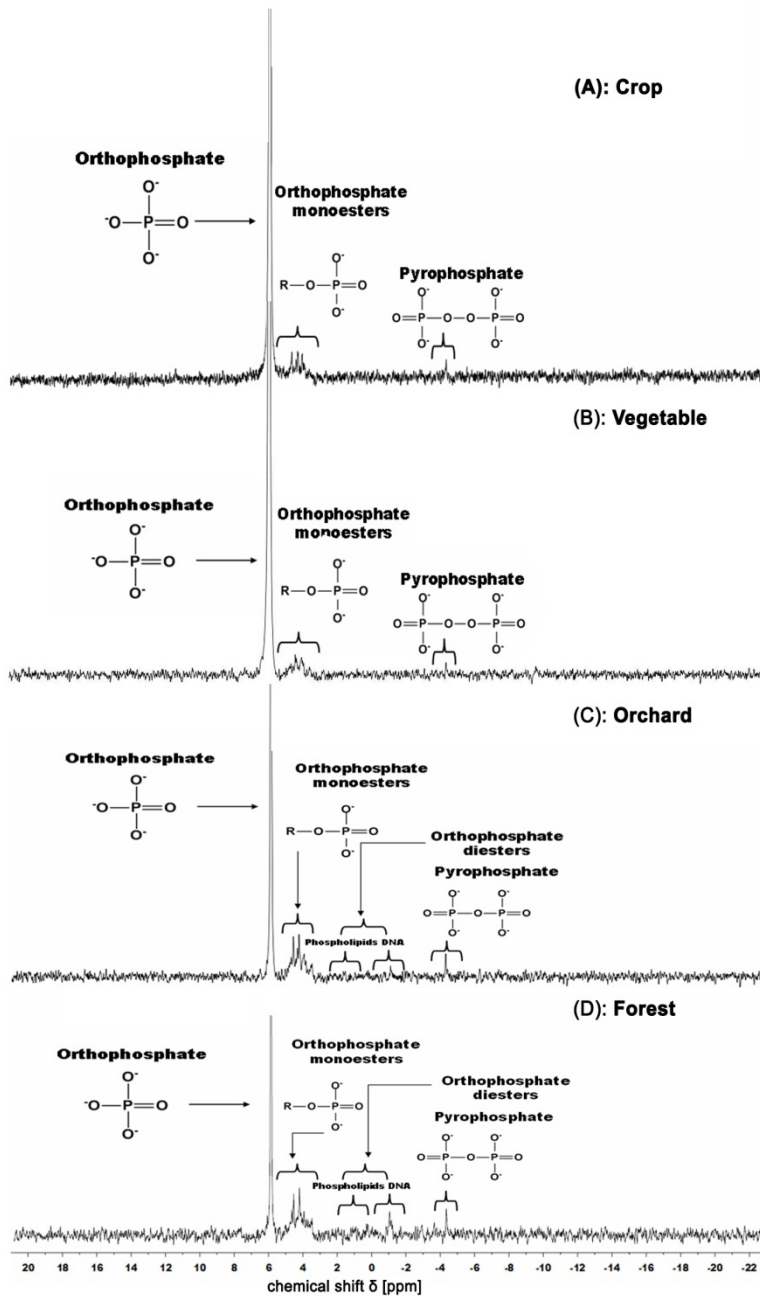 (A): Crop
Orthophosphate
O-
-O—P=O
O-
Orthophosphate
monoesters
O-
R—O—P=O
O-
Pyrophosphate
O- O-
O=P—O—O—P=O
O- O-
(B): Vegetable
Orthophosphate
O-
-O—P=O
O-
Orthophosphate
monoesters
O-
R—O—P=O
O-
Pyrophosphate
O- O-
O=P—O—O—P=O
O- O-
(C): Orchard
Orthophosphate
O-
-O—P=O
O-
Orthophosphate
monoesters
O-
R—O—P=O
O-
Orthophosphate
diesters
Pyrophosphate
O- O-
O=P—O—P=O
O- O-
Phospholipids DNA
(D): Forest
Orthophosphate
O-
-O—P=O
O-
Orthophosphate
monoesters
O-
R—O—P=O
O-
Orthophosphate
diesters
Pyrophosphate
O- O-
O=P—O—P=O
O- O-
Phospholipids DNA
20 18 16 14 12 10 8 6 4 2 0 -2 -4 -6 -8 -10 -12 -14 -16 -18 -20 -22
chemical shift δ [ppm]